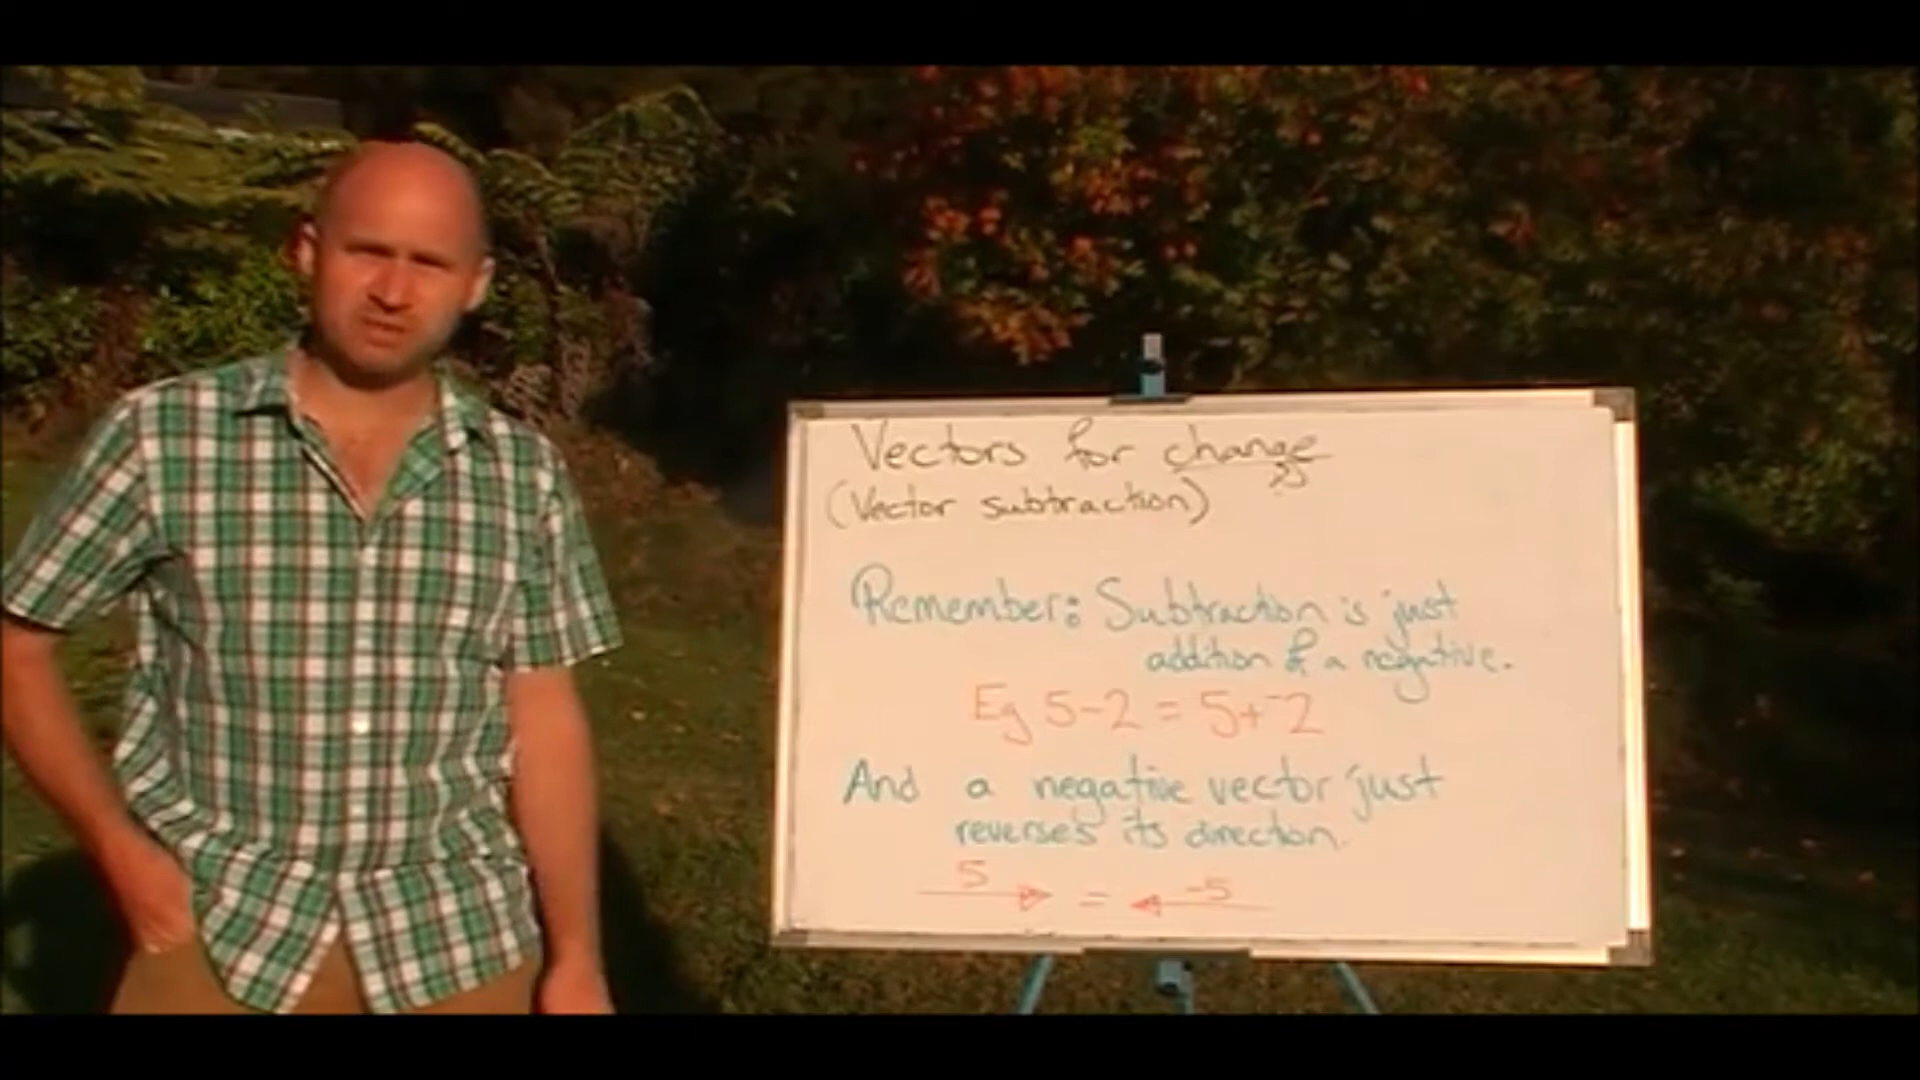 Vectors for change
(Vector subtraction)
Remember: Subtraction is just
addition of a negative.
Eg 5-2 = 5+⁻2
And a negative vector just
reverses its direction.
5 = -5